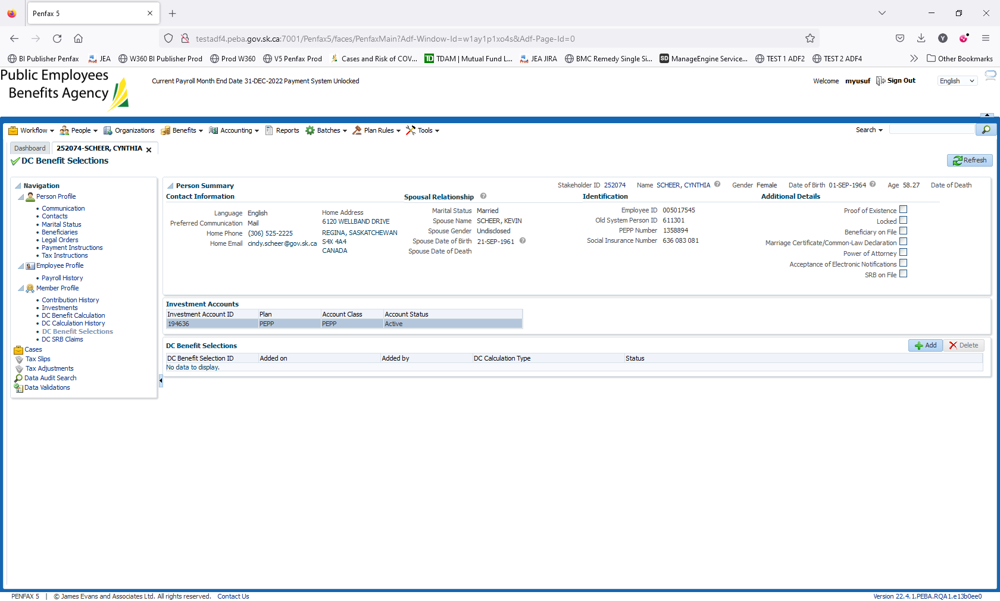 Penfax 5
testadf4.peba.gov.sk.ca:7001/Penfax5/faces/PenfaxMain?Adf-Window-Id=w1ay1p1xo4s&Adf-Page-Id=0
BI Publisher Penfax JEA W360 BI Publisher Prod Prod W360 V5 Penfax Prod Cases and Risk of COV... TDAM | Mutual Fund L... JEA JIRA BMC Remedy Single Si... ManageEngine Service... TEST 1 ADF2 TEST 2 ADF4 Other Bookmarks
Public Employees
Benefits Agency
Current Payroll Month End Date 31-DEC-2022 Payment System Unlocked
Welcome myusuf Sign Out English
Workflow People Organizations Benefits Accounting Reports Batches Plan Rules Tools Search
Dashboard 252074-SCHEER, CYNTHIA
DC Benefit Selections
Refresh
Navigation
Person Profile
Communication
Contacts
Marital Status
Beneficiaries
Legal Orders
Payment Instructions
Tax Instructions
Employee Profile
Payroll History
Member Profile
Contribution History
Investments
DC Benefit Calculation
DC Calculation History
DC Benefit Selections
DC SRB Claims
Cases
Tax Slips
Tax Adjustments
Data Audit Search
Data Validations
Person Summary
Stakeholder ID 252074 Name SCHEER, CYNTHIA Gender Female Date of Birth 01-SEP-1964 Age 58.27 Date of Death
Contact Information
Language English
Preferred Communication Mail
Home Phone (306) 525-2225
Home Email cindy.scheer@gov.sk.ca
Home Address
6120 WELLBAND DRIVE
REGINA, SASKATCHEWAN
S4X 4A4
CANADA
Spousal Relationship
Marital Status Married
Spouse Name SCHEER, KEVIN
Spouse Gender Undisclosed
Spouse Date of Birth 21-SEP-1961
Spouse Date of Death
Identification
Employee ID 005017545
Old System Person ID 611301
PEPP Number 1358894
Social Insurance Number 636 083 081
Additional Details
Proof of Existence
Locked
Beneficiary on File
Marriage Certificate/Common-Law Declaration
Power of Attorney
Acceptance of Electronic Notifications
SRB on File
Investment Accounts
Investment Account ID Plan Account Class Account Status
194636 PEPP PEPP Active
DC Benefit Selections
Add Delete
DC Benefit Selection ID Added on Added by DC Calculation Type Status
No data to display.
PENFAX 5 | © James Evans and Associates Ltd. All rights reserved. Contact Us
Version 22.4.1.PEBA.RQA1.e13b0ee0